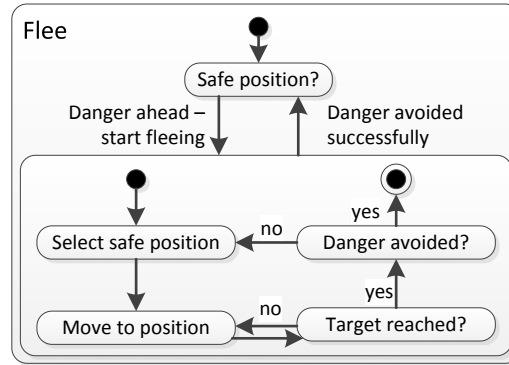 Flee
Safe position?
Danger ahead –
start fleeing
Danger avoided
successfully
Select safe position
no
yes
Danger avoided?
yes
Move to position
no
Target reached?